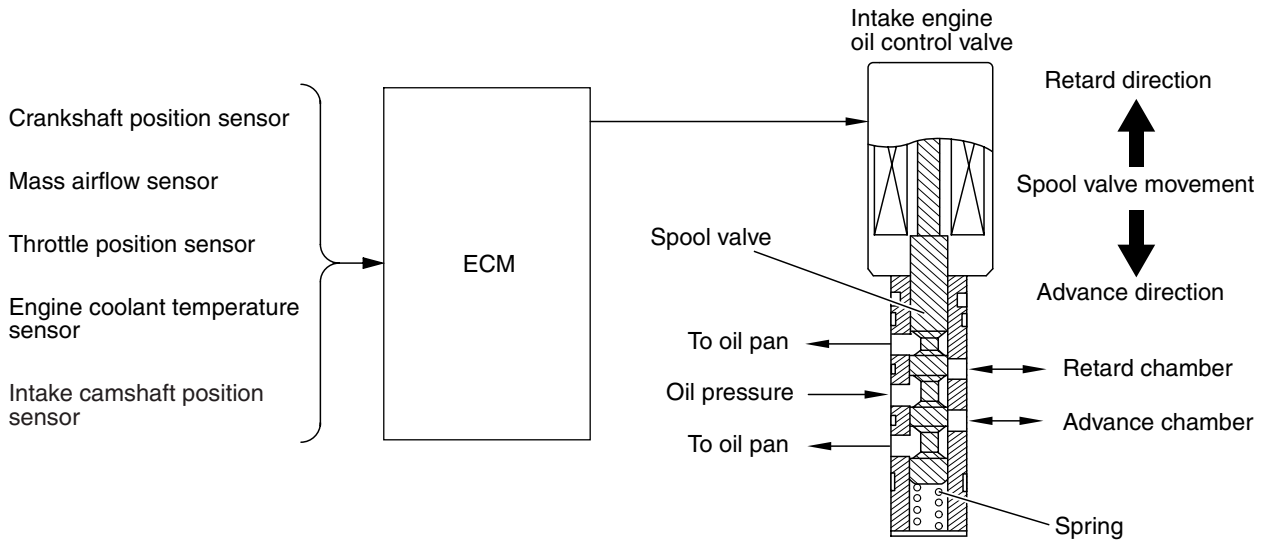 Intake engine
oil control valve
Retard direction
Crankshaft position sensor
Mass airflow sensor
Spool valve movement
Throttle position sensor
Spool valve
ECM
Engine coolant temperature
sensor
Advance direction
To oil pan
Retard chamber
Intake camshaft position
sensor
Oil pressure
Advance chamber
To oil pan
Spring